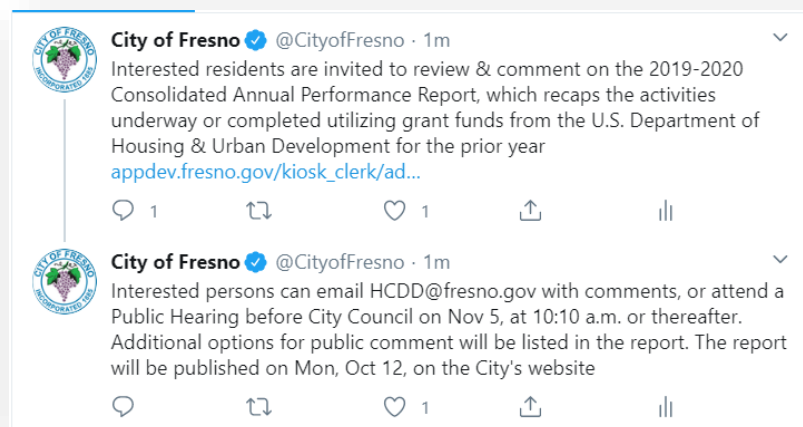 City of Fresno @CityofFresno · 1m
Interested residents are invited to review & comment on the 2019-2020
Consolidated Annual Performance Report, which recaps the activities
underway or completed utilizing grant funds from the U.S. Department of
Housing & Urban Development for the prior year
appdev.fresno.gov/kiosk_clerk/ad...
1 1
City of Fresno @CityofFresno · 1m
Interested persons can email HCDD@fresno.gov with comments, or attend a
Public Hearing before City Council on Nov 5, at 10:10 a.m. or thereafter.
Additional options for public comment will be listed in the report. The report
will be published on Mon, Oct 12, on the City's website
1